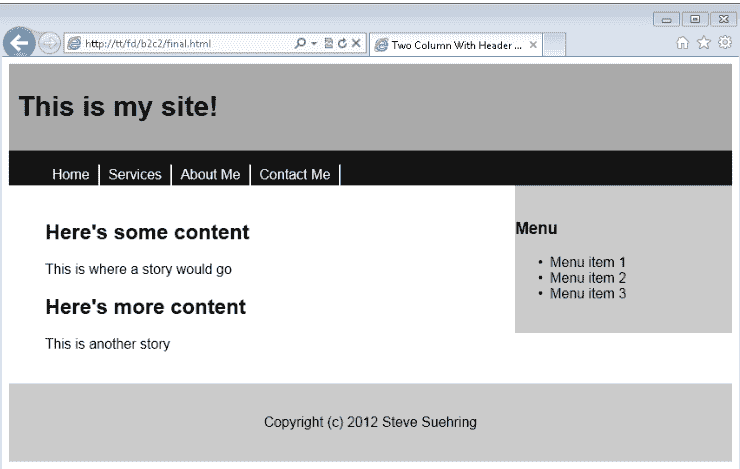 http://tt/fd/b2c2/final.html
Two Column With Header ...
This is my site!
Home Services About Me Contact Me
Here's some content
This is where a story would go
Here's more content
This is another story
Menu
• Menu item 1
• Menu item 2
• Menu item 3
Copyright (c) 2012 Steve Suehring